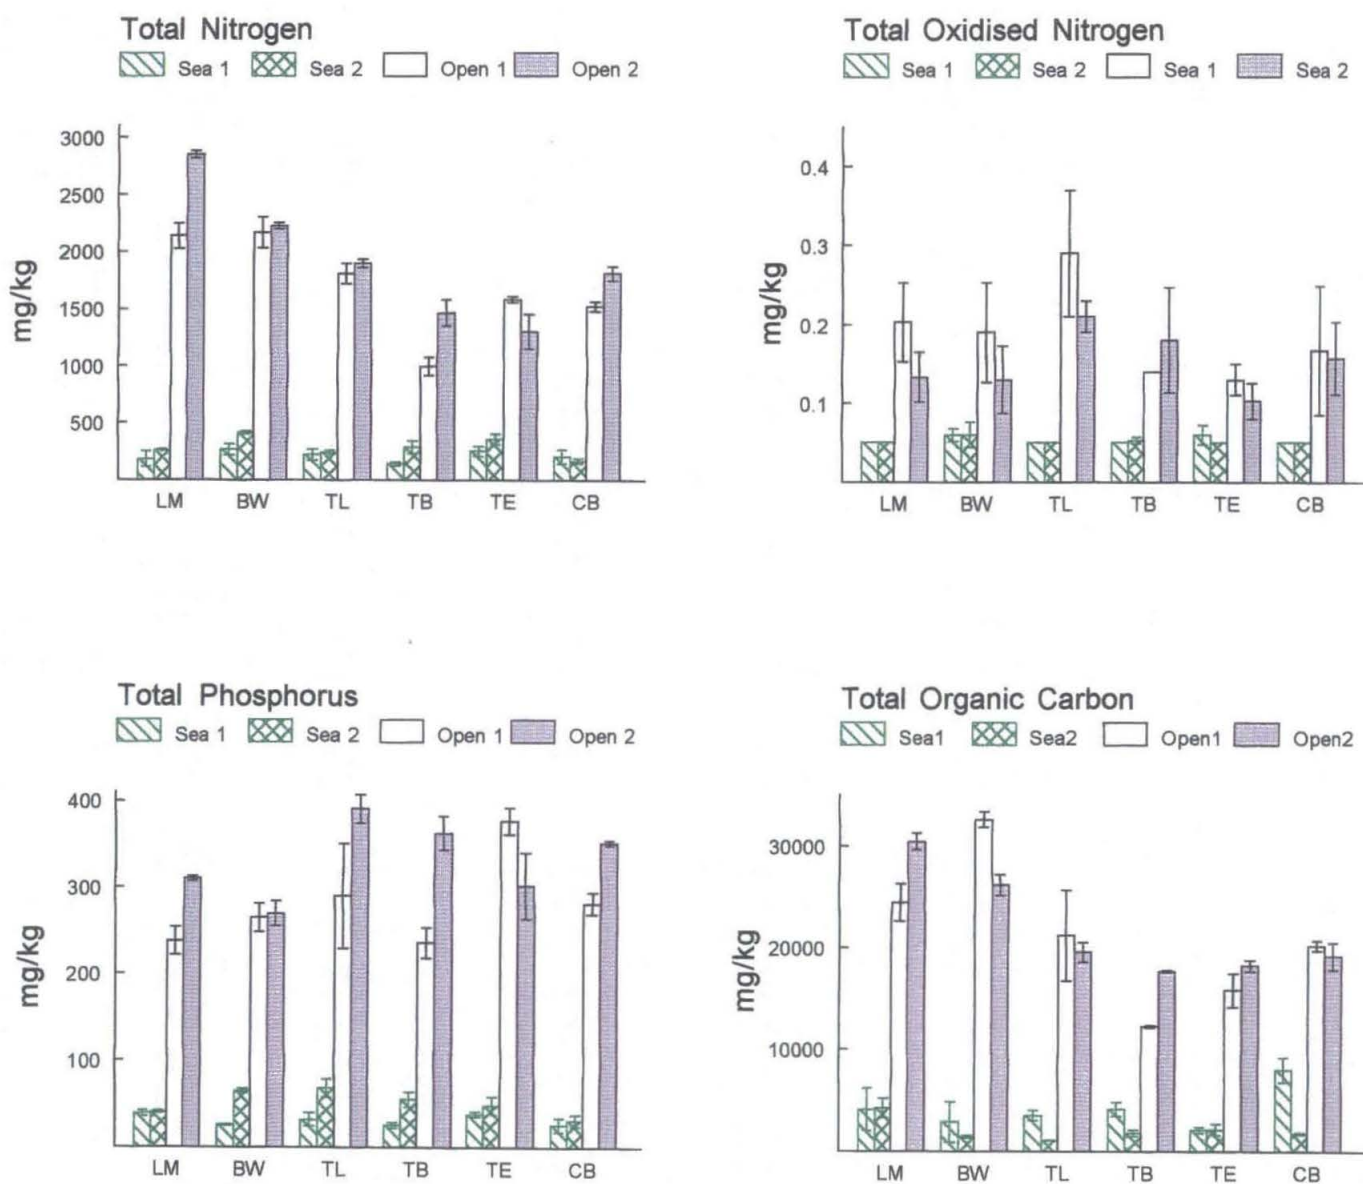 Total Nitrogen
Sea 1 Sea 2 Open 1 Open 2
3000
2500
2000
1500
1000
500
mg/kg
LM BW TL TB TE CB
Total Oxidised Nitrogen
Sea 1 Sea 2 Sea 1 Sea 2
0.4
0.3
0.2
0.1
mg/kg
LM BW TL TB TE CB
Total Phosphorus
Sea 1 Sea 2 Open 1 Open 2
400
300
200
100
mg/kg
LM BW TL TB TE CB
Total Organic Carbon
Sea1 Sea2 Open1 Open2
30000
20000
10000
mg/kg
LM BW TL TB TE CB